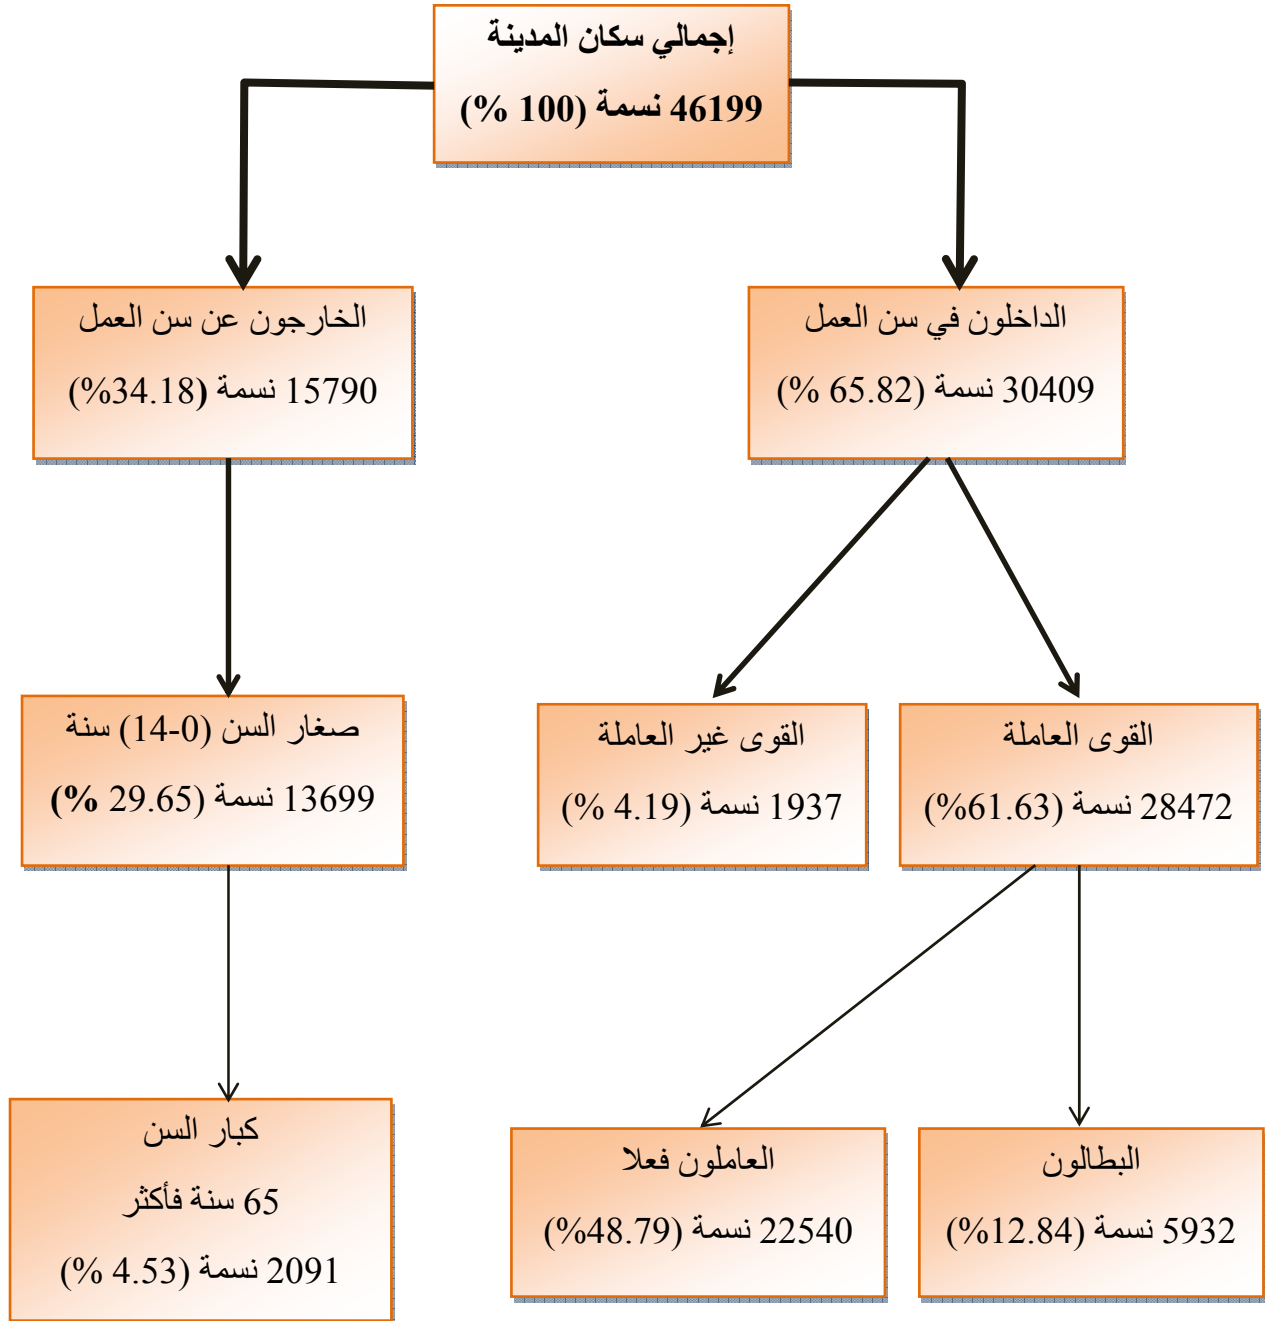 إجمالي سكان المدينة
46199 نسمة (100 %)
الداخلون في سن العمل
30409 نسمة (65.82 %)
الخارجون عن سن العمل
15790 نسمة (34.18%)
القوى العاملة
28472 نسمة (61.63%)
القوى غير العاملة
1937 نسمة (4.19 %)
صغار السن (0-14) سنة
13699 نسمة (29.65 %)
البطالون
5932 نسمة (12.84%)
العاملون فعلا
22540 نسمة (48.79%)
كبار السن
65 سنة فأكثر
2091 نسمة (4.53 %)